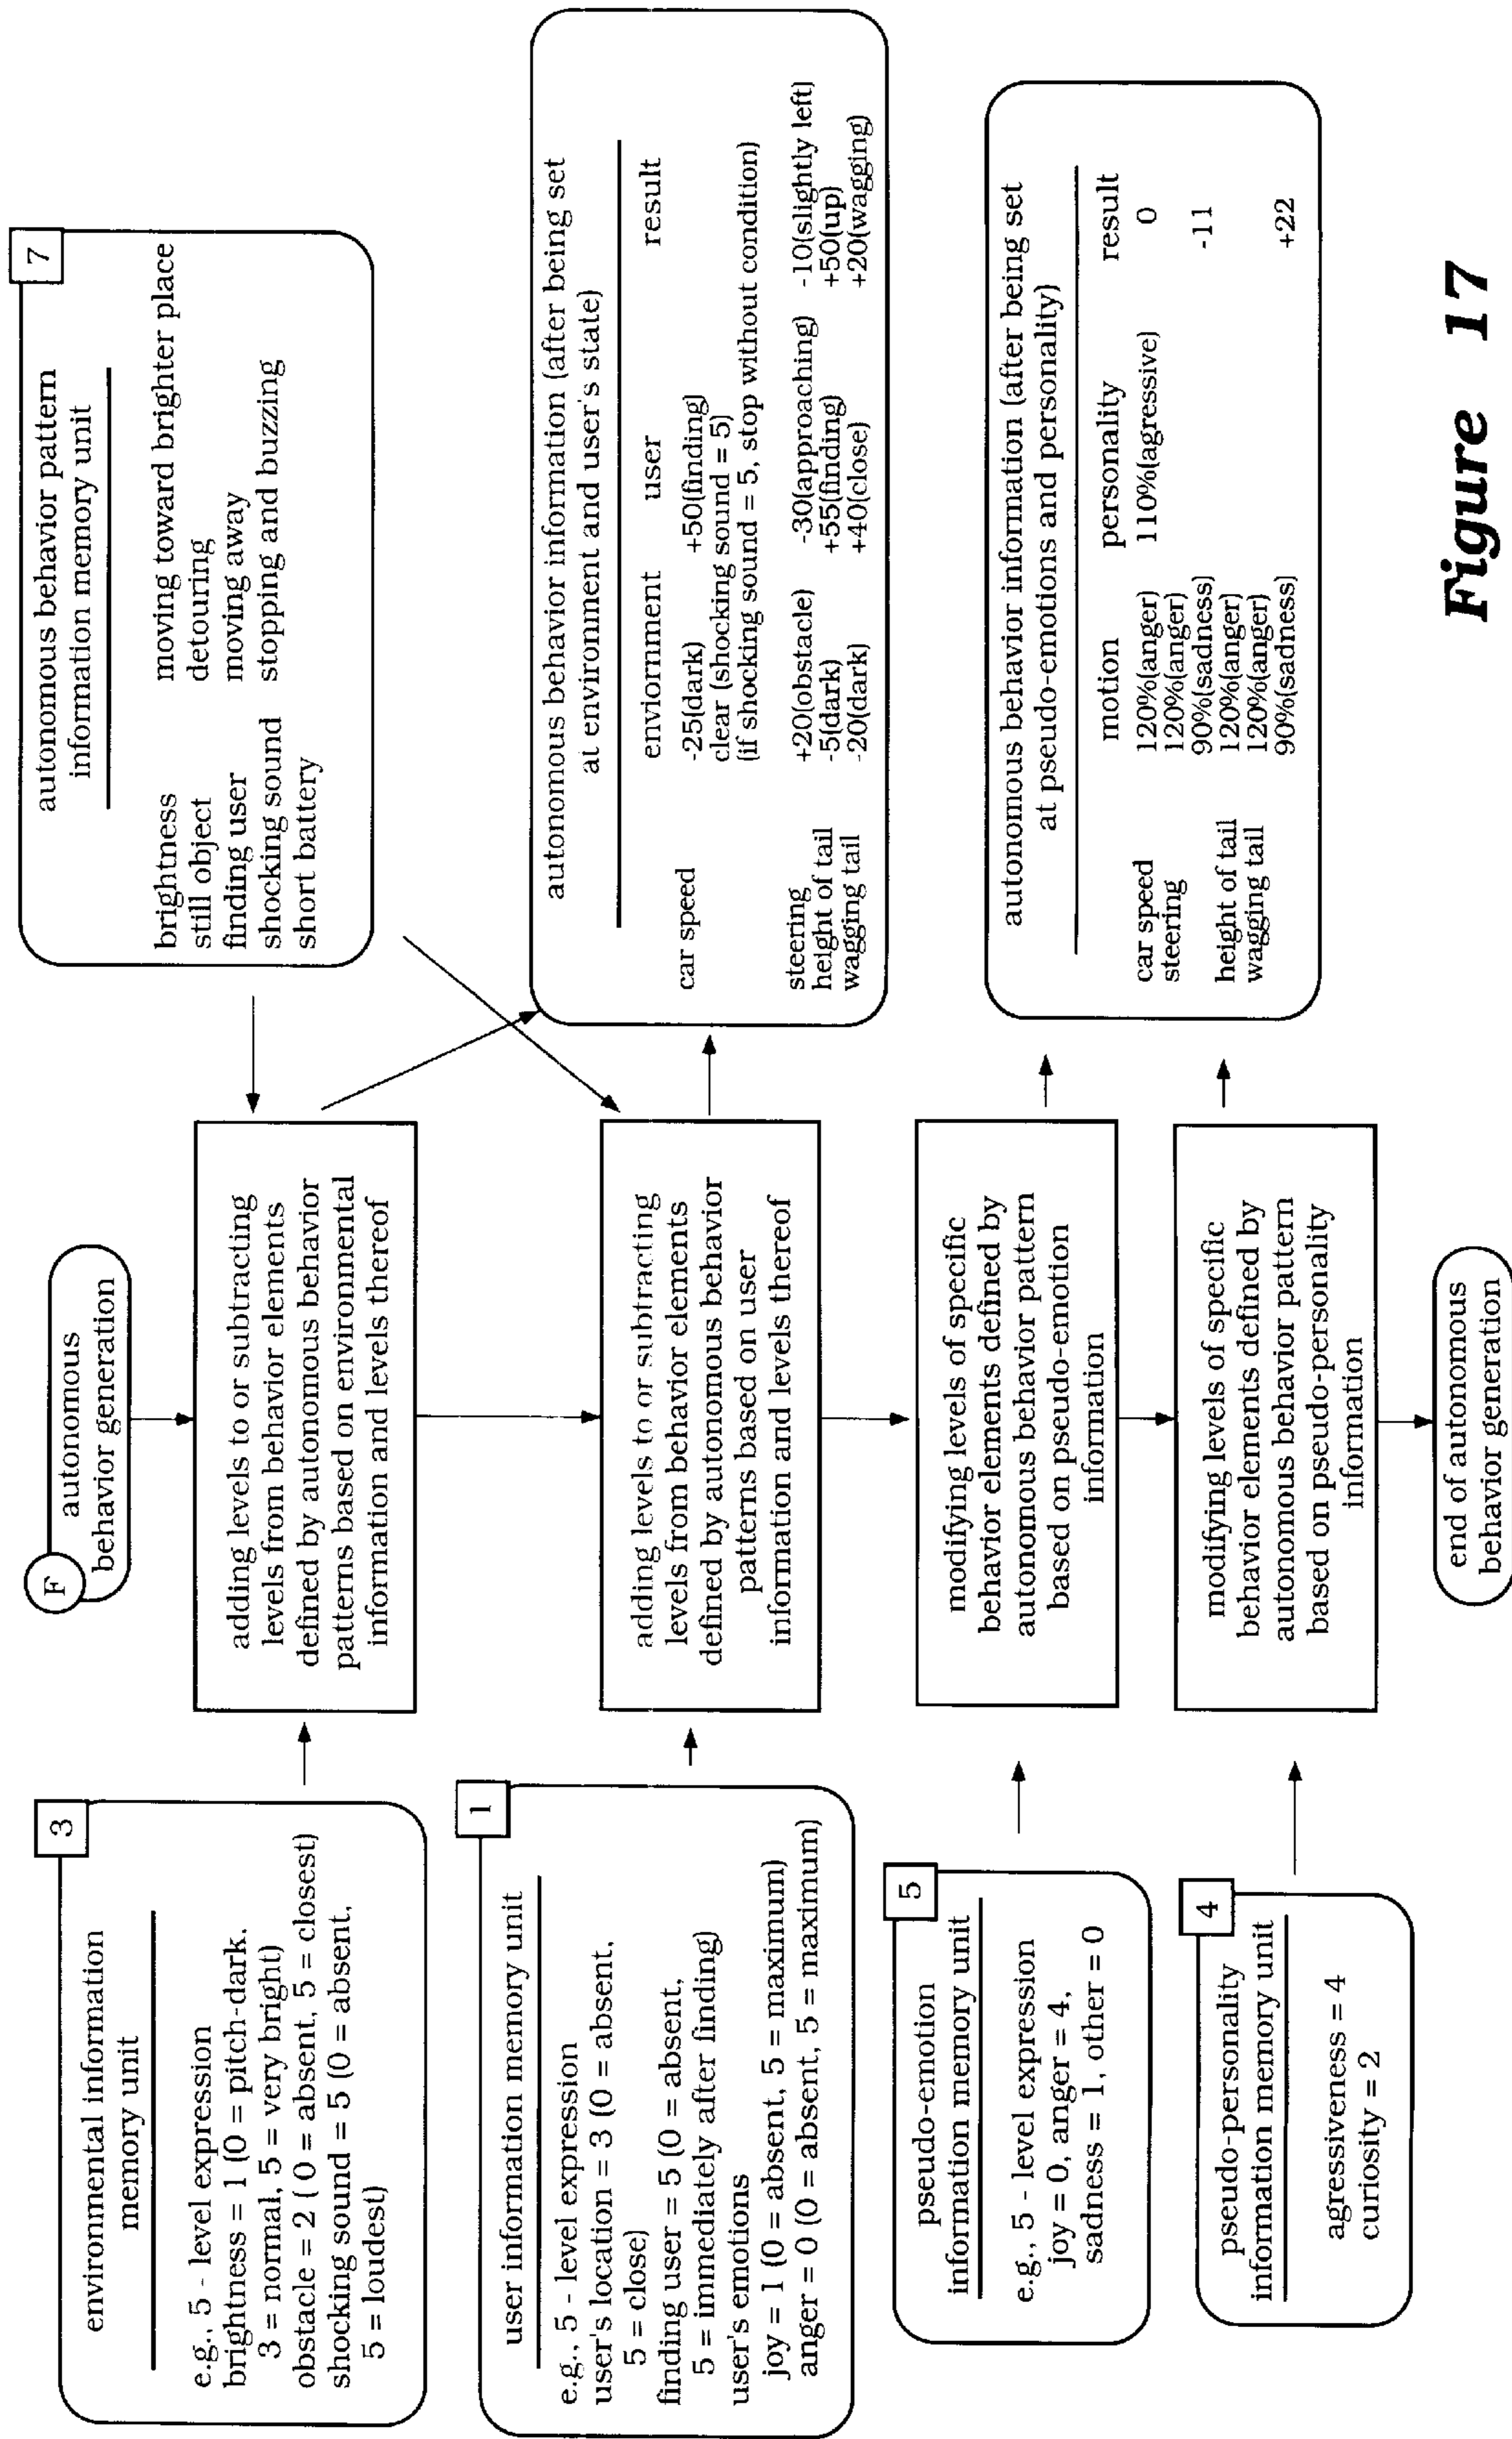 F
autonomous
behavior generation
3
environmental information
memory unit
e.g., 5 - level expression
brightness = 1 (0 = pitch-dark.
3 = normal, 5 = very bright)
obstacle = 2 ( 0 = absent, 5 = closest)
shocking sound = 5 (0 = absent,
5 = loudest)
adding levels to or subtracting
levels from behavior elements
defined by autonomous behavior
patterns based on environmental
information and levels thereof
7
autonomous behavior pattern
information memory unit
brightness moving toward brighter place
still object detouring
finding user
shocking sound moving away
short battery stopping and buzzing
1
user information memory unit
e.g., 5 - level expression
user's location = 3 (0 = absent,
5 = close)
finding user = 5 (0 = absent,
5 = immediately after finding)
user's emotions
joy = 1 (0 = absent, 5 = maximum)
anger = 0 (0 = absent, 5 = maximum)
adding levels to or subtracting
levels from behavior elements
defined by autonomous behavior
patterns based on user
information and levels thereof
autonomous behavior information (after being set
at environment and user's state)
enviornment user result
car speed -25(dark) +50(finding)
clear (shocking sound = 5)
(if shocking sound = 5, stop without condition)
steering +20(obstacle) -30(approaching) -10(slightly left)
height of tail -5(dark) +55(finding) +50(up)
wagging tail -20(dark) +40(close) +20(wagging)
5
pseudo-emotion
information memory unit
e.g., 5 - level expression
joy = 0, anger = 4,
sadness = 1, other = 0
modifying levels of specific
behavior elements defined by
autonomous behavior pattern
based on pseudo-emotion
information
autonomous behavior information (after being set
at pseudo-emotions and personality)
motion personality result
car speed 120%(anger) 110%(agressive) 0
steering 120%(anger)
90%(sadness) -11
height of tail 120%(anger)
wagging tail 120%(anger)
90%(sadness) +22
4
pseudo-personality
information memory unit
agressiveness = 4
curiosity = 2
modifying levels of specific
behavior elements defined by
autonomous behavior pattern
based on pseudo-personality
information
end of autonomous
behavior generation
Figure 17